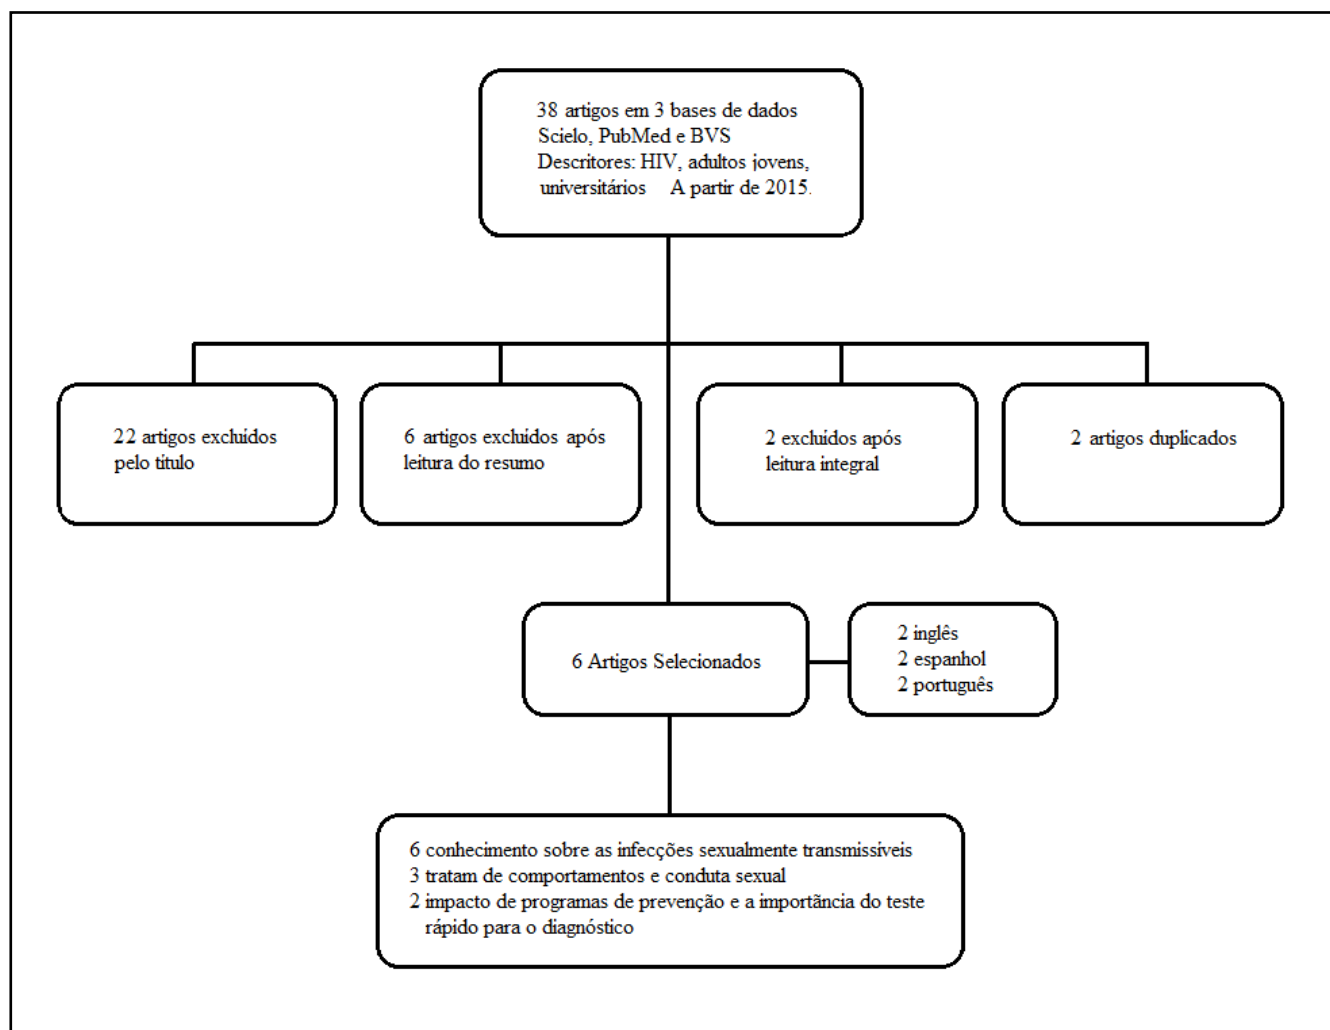 38 artigos em 3 bases de dados
Scielo, PubMed e BVS
Descritores: HIV, adultos jovens,
universitários A partir de 2015.
22 artigos excluídos
pelo título
6 artigos excluídos após
leitura do resumo
2 excluídos após
leitura integral
2 artigos duplicados
6 Artigos Selecionados
2 inglês
2 espanhol
2 português
6 conhecimento sobre as infecções sexualmente transmissíveis
3 tratam de comportamentos e conduta sexual
2 impacto de programas de prevenção e a importância do teste
rápido para o diagnóstico